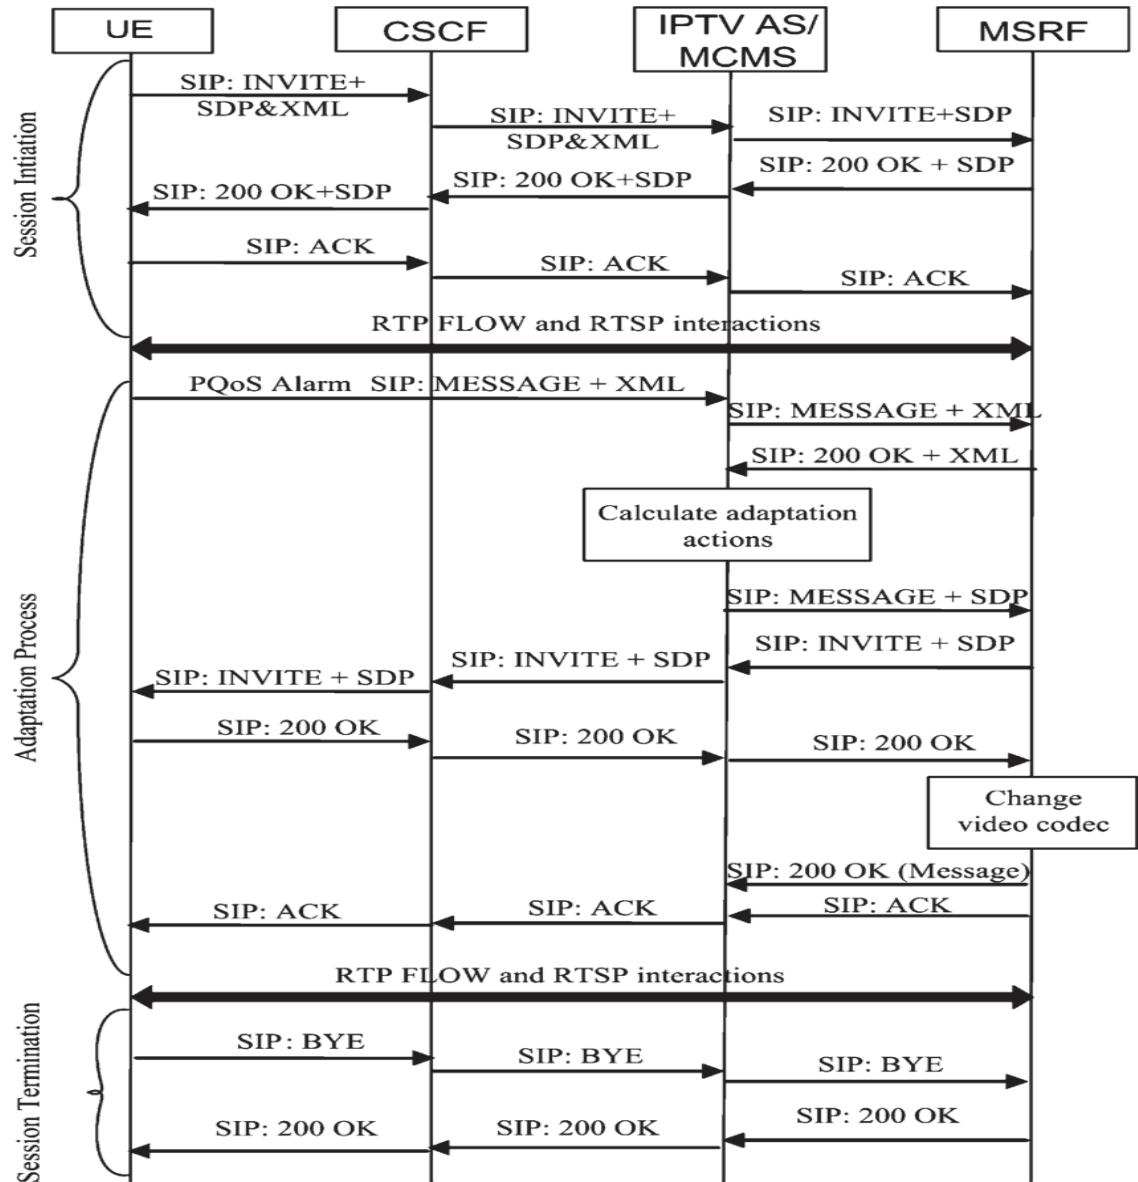 UE
CSCF
IPTV AS/
MCMS
MSRF
Session Intiation
SIP: INVITE+
SDP&XML
SIP: INVITE+
SDP&XML
SIP: INVITE+SDP
SIP: 200 OK + SDP
SIP: 200 OK+SDP
SIP: 200 OK+SDP
SIP: ACK
SIP: ACK
SIP: ACK
RTP FLOW and RTSP interactions
Adaptation Process
PQoS Alarm SIP: MESSAGE + XML
SIP: MESSAGE + XML
SIP: 200 OK + XML
Calculate adaptation
actions
SIP: MESSAGE + SDP
SIP: INVITE + SDP
SIP: INVITE + SDP
SIP: INVITE + SDP
SIP: 200 OK
SIP: 200 OK
SIP: 200 OK
Change
video codec
SIP: 200 OK (Message)
SIP: ACK
SIP: ACK
SIP: ACK
RTP FLOW and RTSP interactions
Session Termination
SIP: BYE
SIP: BYE
SIP: BYE
SIP: 200 OK
SIP: 200 OK
SIP: 200 OK